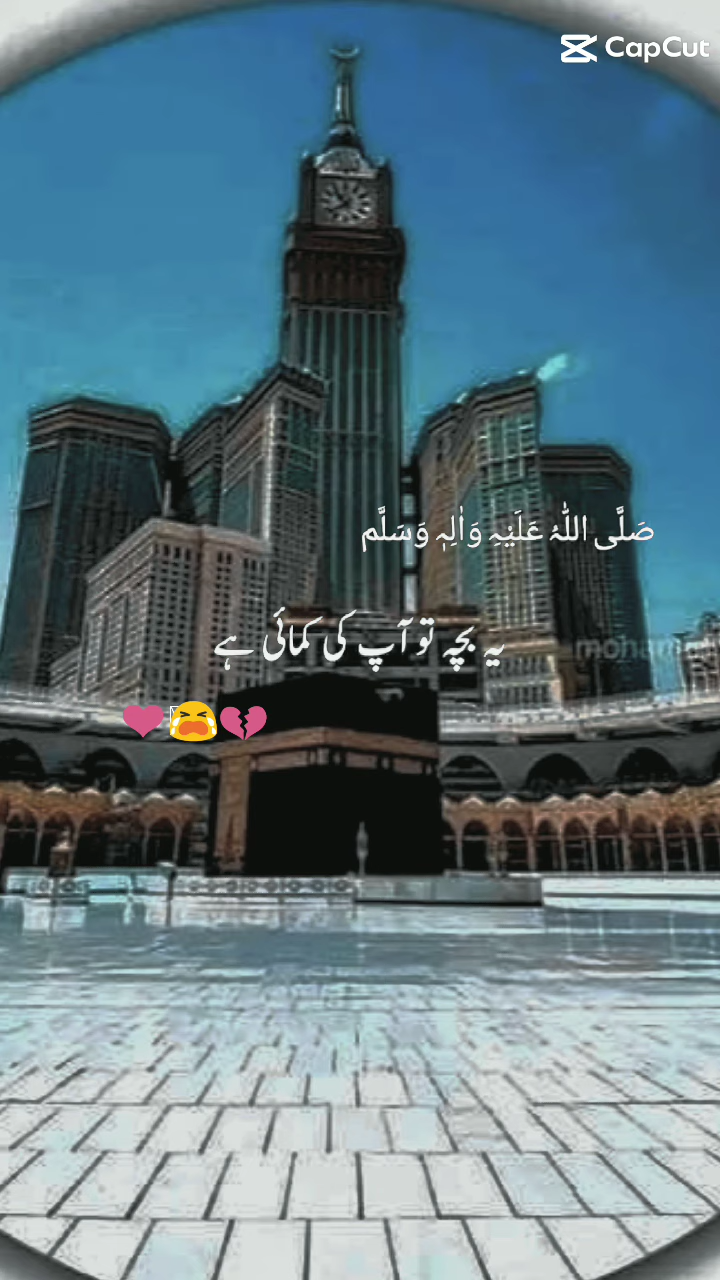 CapCut
صَلَّی اللّٰہُ عَلَیْہِ وَاٰلِہٖ وَسَلَّم
یہ بچہ تو آپ کی کمائی ہے
❤️😭💔